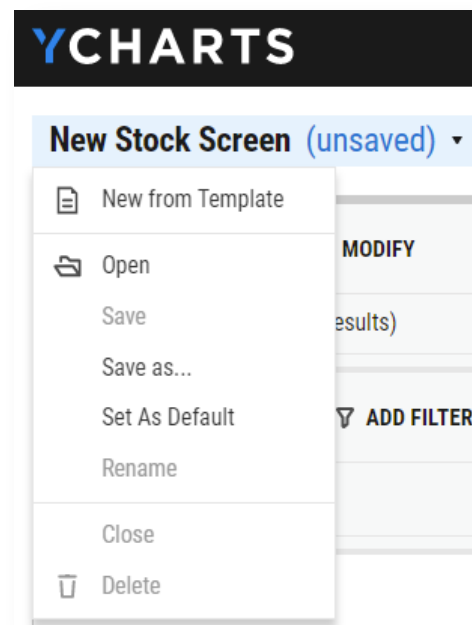 YCHARTS
New Stock Screen (unsaved)
New from Template
MODIFY
Open
esults)
Save
Save as...
Set As Default
ADD FILTER
Rename
Close
Delete